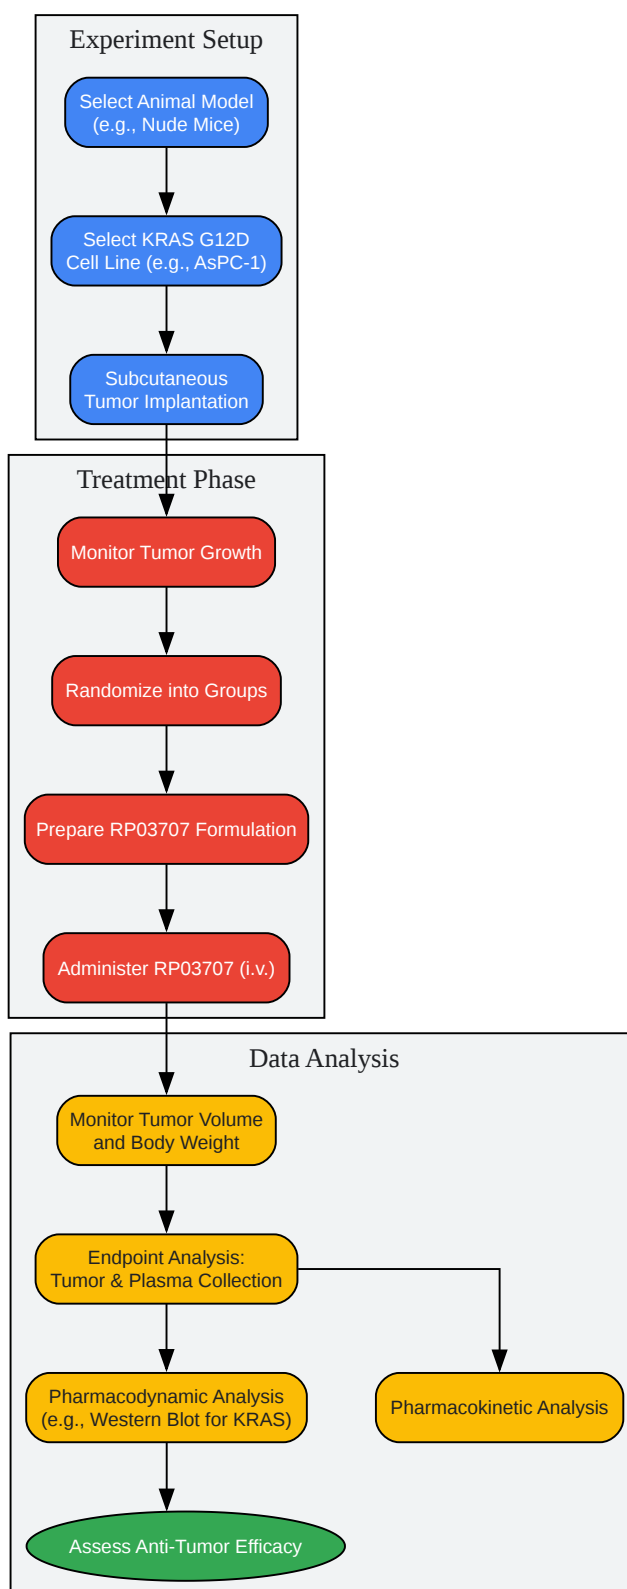 Experiment Setup
Select Animal Model
(e.g., Nude Mice)
Select KRAS G12D
Cell Line (e.g., AsPC-1)
Subcutaneous
Tumor Implantation
Treatment Phase
Monitor Tumor Growth
Randomize into Groups
Prepare RP03707 Formulation
Administer RP03707 (i.v.)
Data Analysis
Monitor Tumor Volume
and Body Weight
Endpoint Analysis:
Tumor & Plasma Collection
Pharmacodynamic Analysis
(e.g., Western Blot for KRAS)
Pharmacokinetic Analysis
Assess Anti-Tumor Efficacy